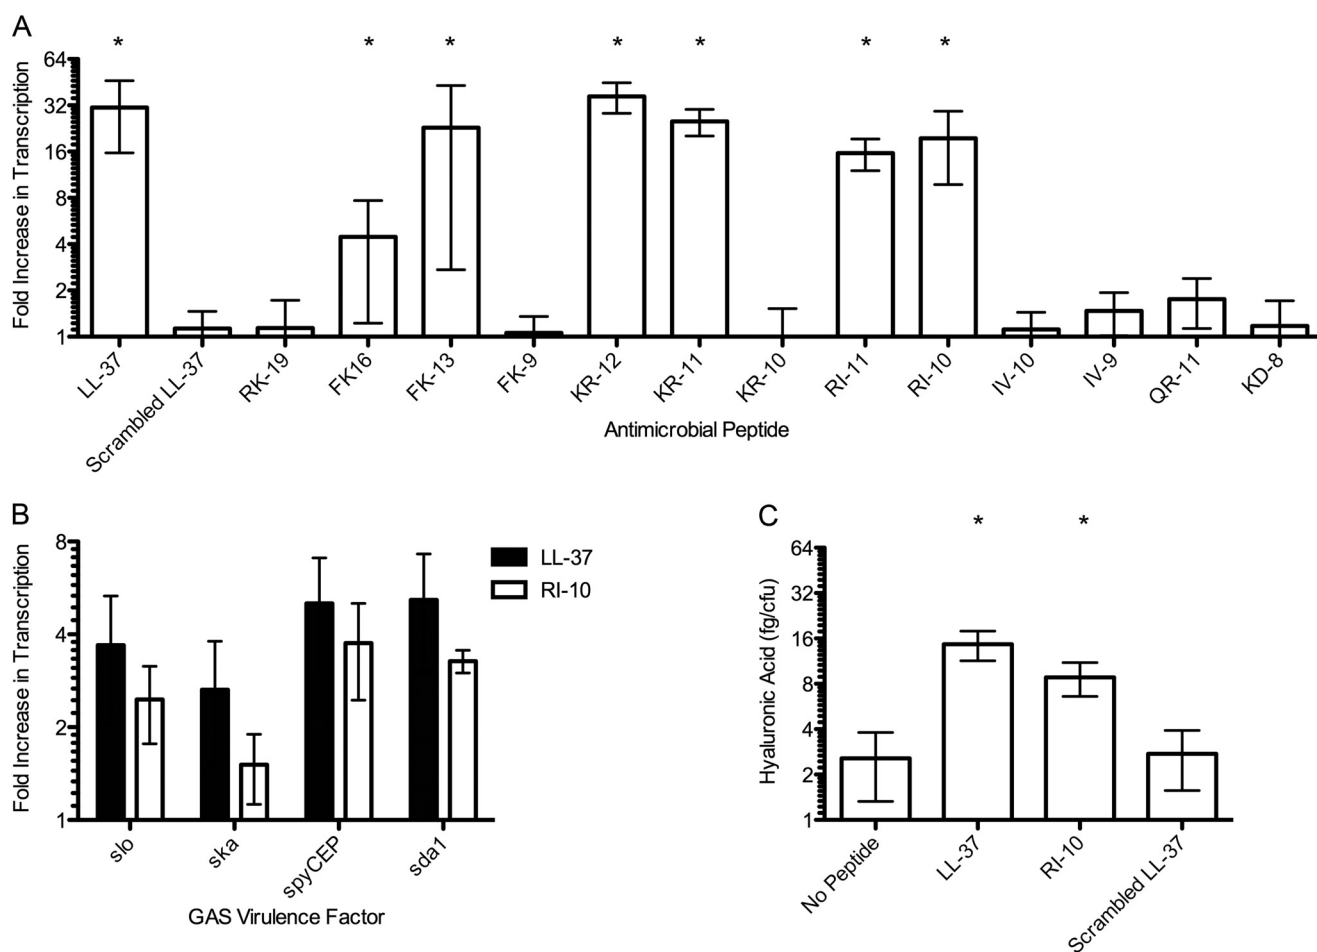 A
* * * * * * *
Fold Increase in Transcription
64
32
16
8
4
2
1
LL-37
Scrambled LL-37
RK-19
FK16
FK-13
FK-9
KR-12
KR-11
KR-10
RI-11
RI-10
IV-10
IV-9
QR-11
KD-8
Antimicrobial Peptide
B
Fold Increase in Transcription
8
4
2
1
LL-37
RI-10
slo
ska
spyCEP
sda1
GAS Virulence Factor
C
* *
Hyaluronic Acid (fg/cfu)
64
32
16
8
4
2
1
No Peptide
LL-37
RI-10
Scrambled LL-37